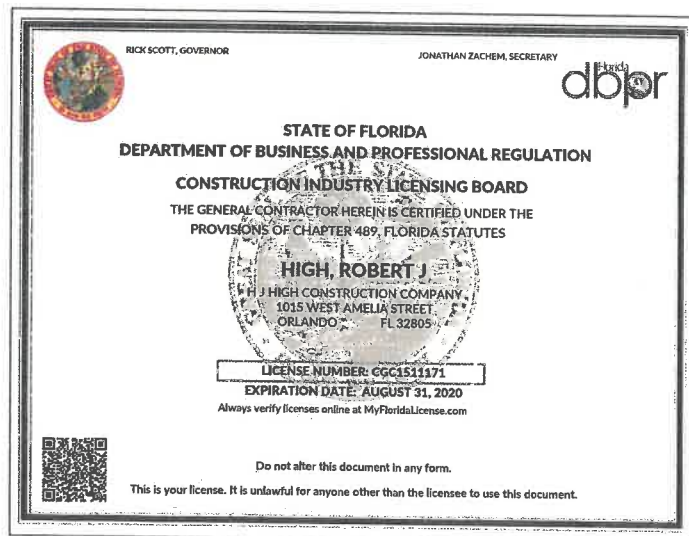 RICK SCOTT, GOVERNOR
JONATHAN ZACHEM, SECRETARY
Florida
dbpr
STATE OF FLORIDA
DEPARTMENT OF BUSINESS AND PROFESSIONAL REGULATION
CONSTRUCTION INDUSTRY LICENSING BOARD
THE GENERAL CONTRACTOR HEREIN IS CERTIFIED UNDER THE
PROVISIONS OF CHAPTER 489, FLORIDA STATUTES
HIGH, ROBERT J
H J HIGH CONSTRUCTION COMPANY
1015 WEST AMELIA STREET
ORLANDO FL 32805
LICENSE NUMBER: CGC1511171
EXPIRATION DATE: AUGUST 31, 2020
Always verify licenses online at MyFloridaLicense.com
Do not alter this document in any form.
This is your license. It is unlawful for anyone other than the licensee to use this document.